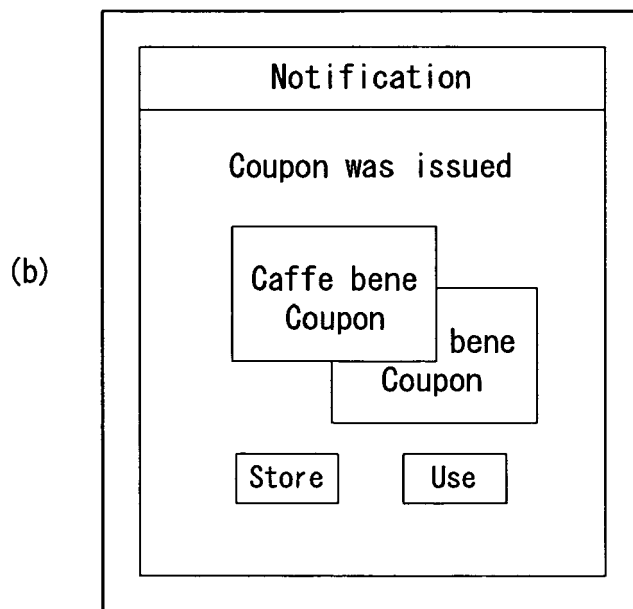 Notification
Coupon was issued
(b)
Caffe bene
Coupon
bene
Coupon
Store
Use